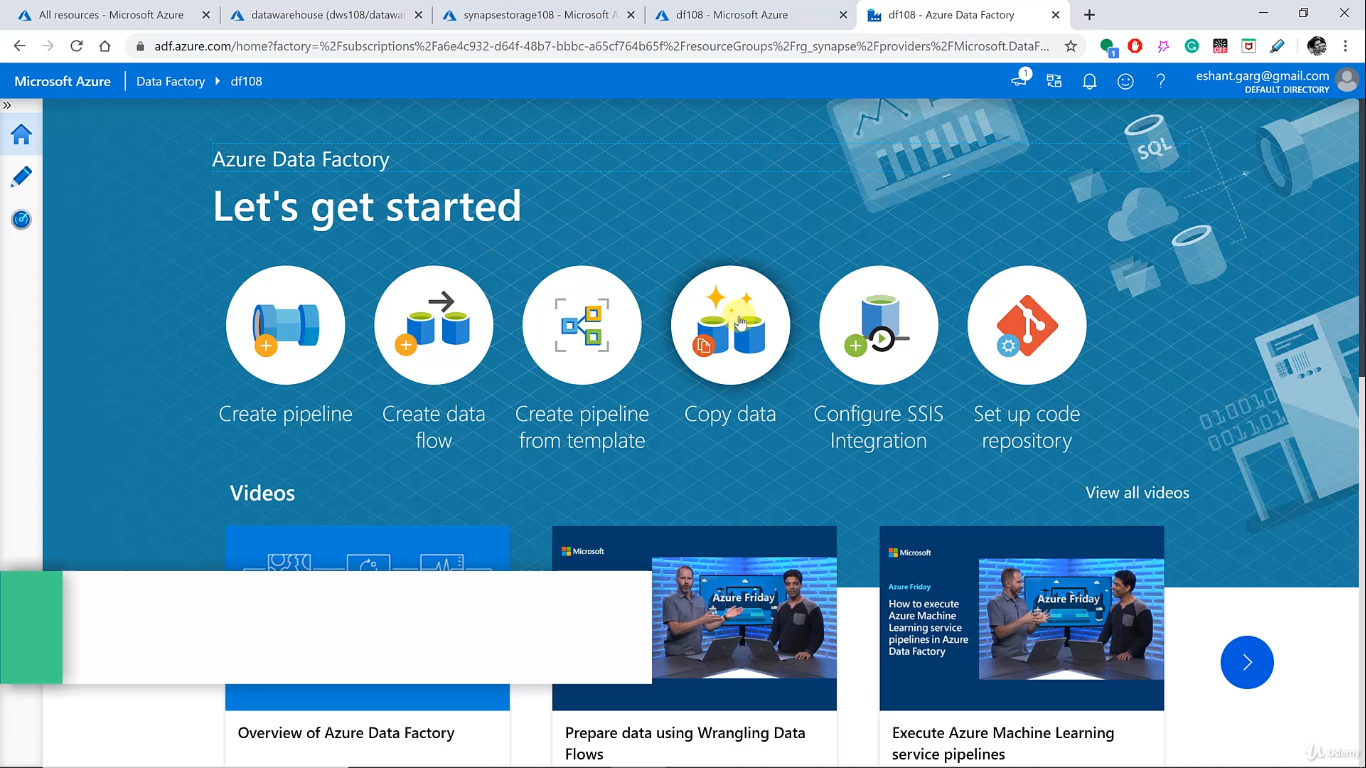 All resources - Microsoft Azure
datawarehouse (dws108/datawar
synapsestorage108 - Microsoft A
df108 - Microsoft Azure
df108 - Azure Data Factory
adf.azure.com/home?factory=%2Fsubscriptions%2Fa6e4c932-d64f-48b7-bbbc-a65cf764b65f%2FresourceGroups%2Frg_synapse%2Fproviders%2FMicrosoft.DataF...
1
OFF
Microsoft Azure
Data Factory
df108
1
eshant.garg@gmail.com
DEFAULT DIRECTORY
Azure Data Factory
Let's get started
SQL
Create pipeline
Create data
flow
Create pipeline
from template
Copy data
Configure SSIS
Integration
Set up code
repository
Videos
View all videos
Microsoft
Azure Friday
Microsoft
Azure Friday
How to execute
Azure Machine
Learning service
pipelines in Azure
Data Factory
Azure Friday
Overview of Azure Data Factory
Prepare data using Wrangling Data
Flows
Execute Azure Machine Learning
service pipelines
Udemy